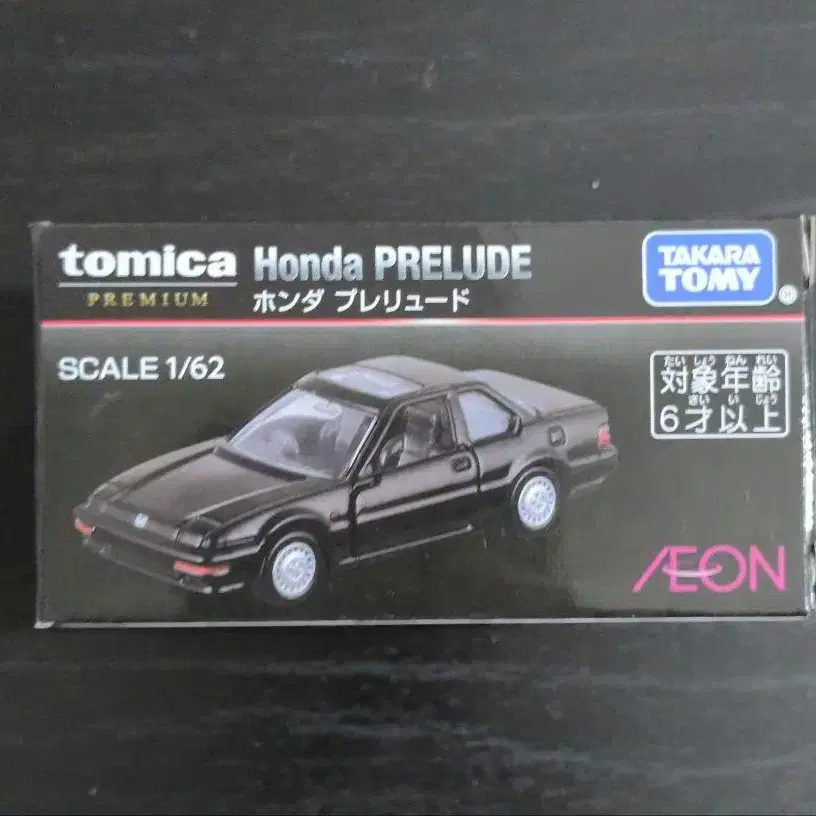 tomica
PREMIUM
Honda PRELUDE
ホンダ プレリュード
TAKARA
TOMY
®
SCALE 1/62
たいしょうねんれい
対象年齢
さいいじょう
6才以上
ÆON